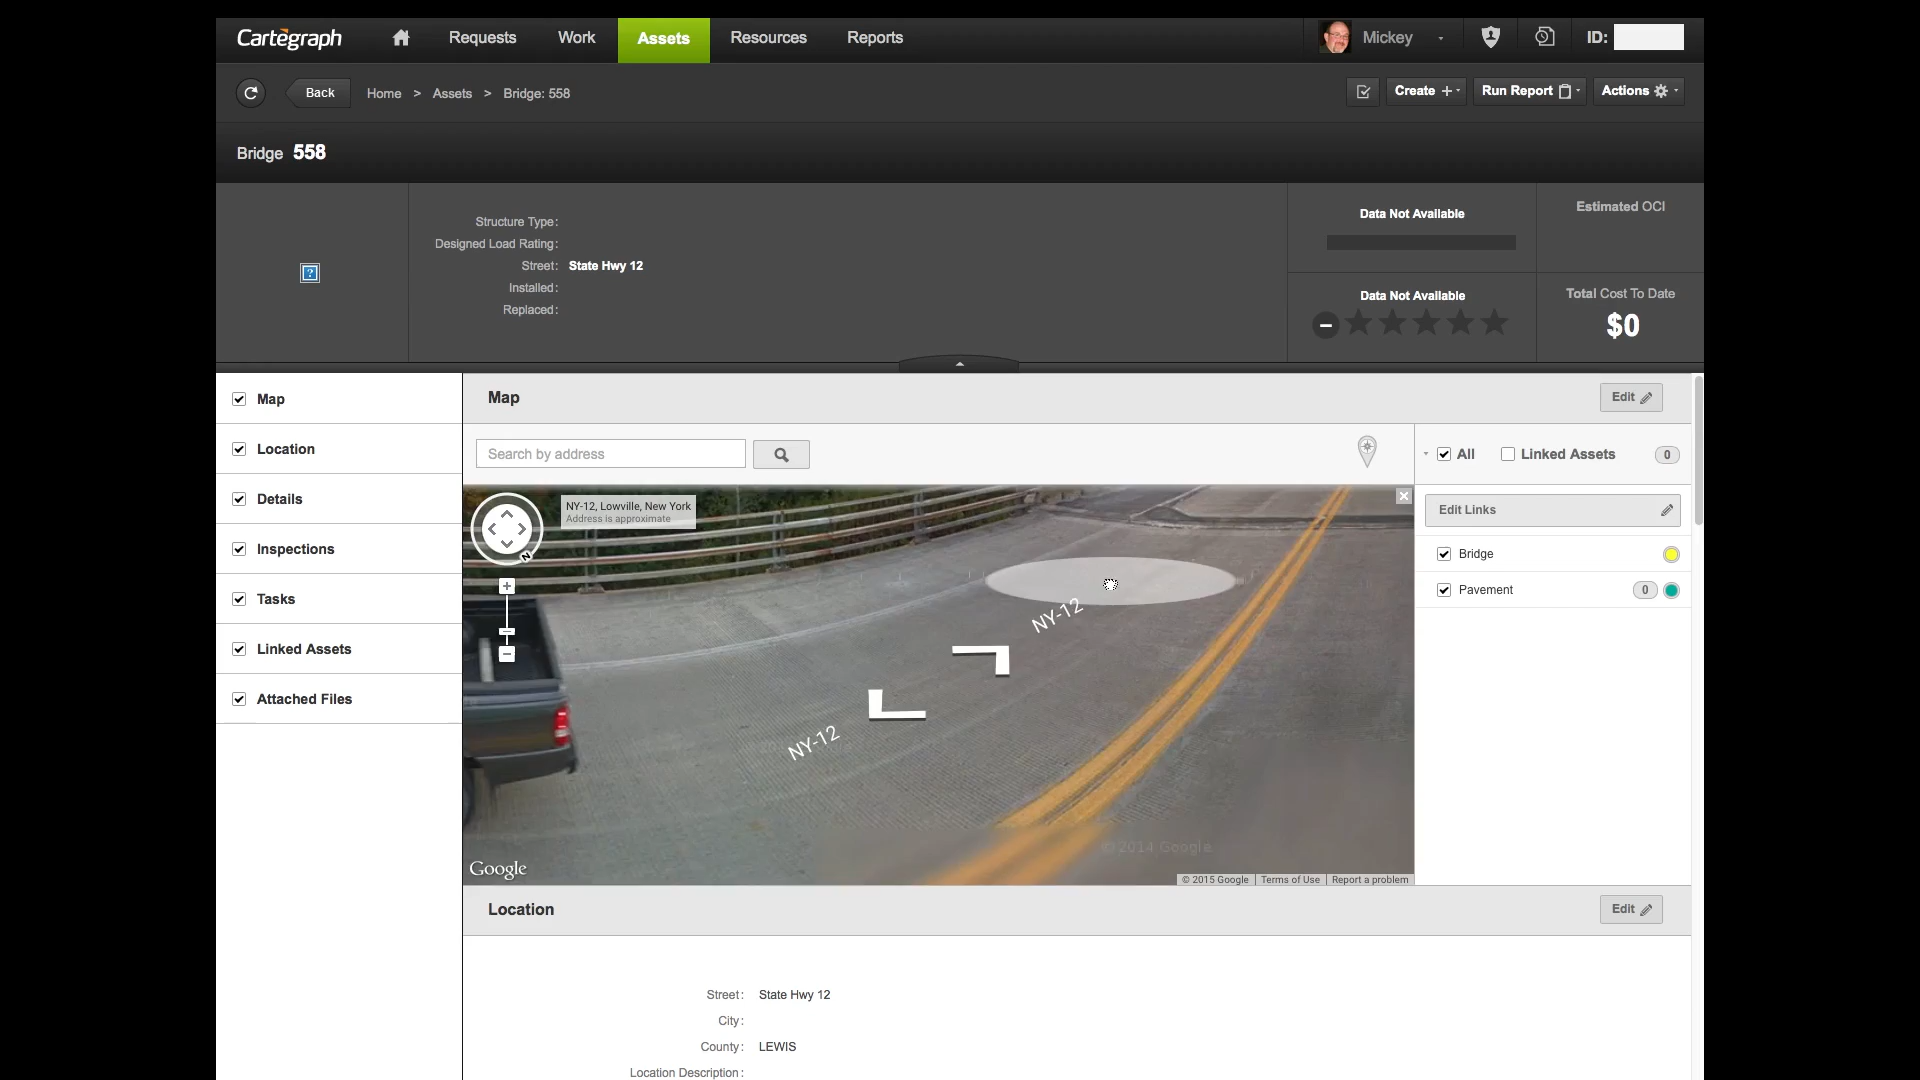 Cartegraph
Requests
Work
Assets
Resources
Reports
Mickey
ID:
Back
Home > Assets > Bridge: 558
Create
Run Report
Actions
Bridge 558
Structure Type:
Designed Load Rating:
Street: State Hwy 12
Installed:
Replaced:
Data Not Available
Estimated OCI
Data Not Available
Total Cost To Date
$0
Map
Location
Details
Inspections
Tasks
Linked Assets
Attached Files
Map
Edit
Search by address
All
Linked Assets
0
NY-12, Lowville, New York
Address is approximate
N
Edit Links
Bridge
Pavement
0
NY-12
NY-12
© 2014 Google
Google
© 2015 Google
Terms of Use
Report a problem
Location
Edit
Street: State Hwy 12
City:
County: LEWIS
Location Description: